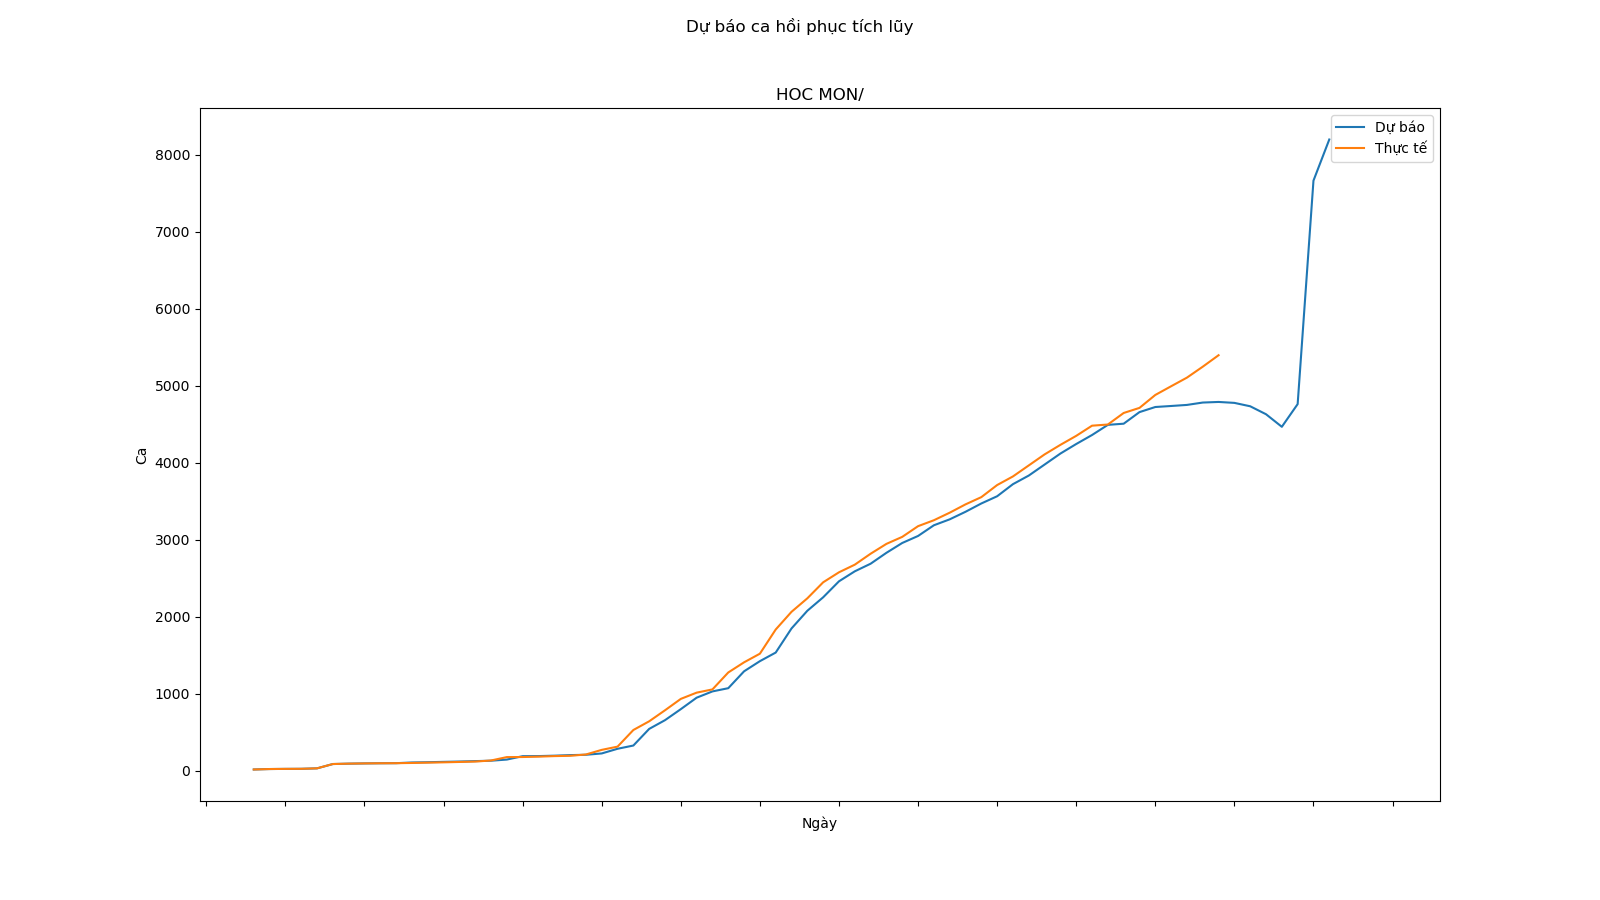 Dự báo ca hồi phục tích lũy
HOC MON/
Dự báo
Thực tế
8000
7000
6000
5000
4000
3000
2000
1000
0
Ca
Ngày